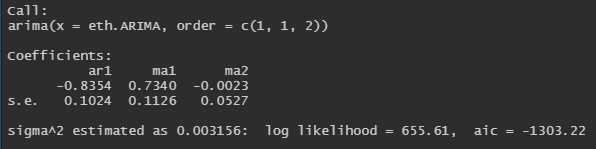 Call:
arima(x = eth.ARIMA, order = c(1, 1, 2))
Coefficients:
ar1 ma1 ma2
-0.8354 0.7340 -0.0023
s.e. 0.1024 0.1126 0.0527
sigma^2 estimated as 0.003156: log likelihood = 655.61, aic = -1303.22